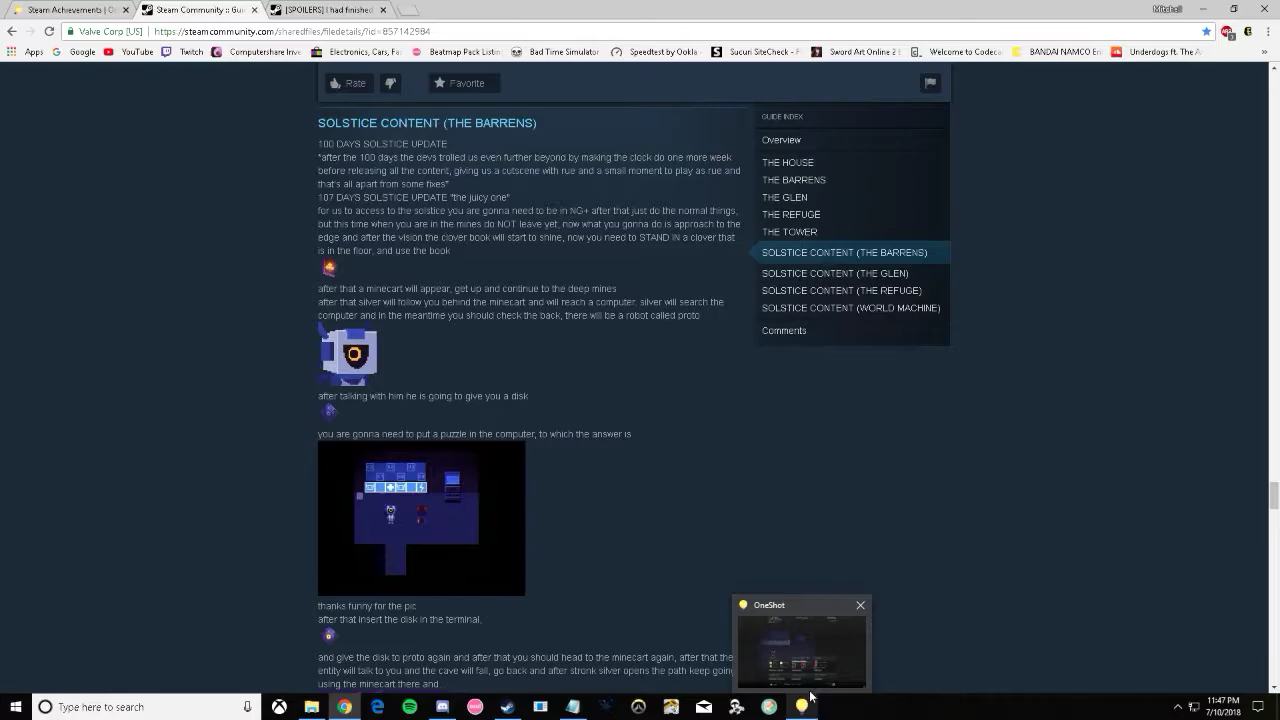 Steam Achievements | O
Steam Community :: Gui
[SPOILERS] I had finished
Mitchell
Valve Corp [US]
https://steamcommunity.com/sharedfiles/filedetails/?id=857142984
Apps
Google
YouTube
Twitch
Computershare Inve
Electronics, Cars, Fas
Beatmap Pack Listing
osu!
Bad Time Simulator
Speedtest by Ookla
Sucuri SiteCheck - Fr
Sword Art Online 2 E
Welcome to Codeca
BANDAI NAMCO En
Underdogs ft. The A
Rate
Favorite
SOLSTICE CONTENT (THE BARRENS)
100 DAYS SOLSTICE UPDATE
*after the 100 days the devs trolled us even further beyond by making the clock do one more week
before releasing all the content, giving us a cutscene with rue and a small moment to play as rue and
that's all apart from some fixes*
107 DAYS SOLSTICE UPDATE "the juicy one"
for us to access to the solstice you are gonna need to be in NG+ after that just do the normal things,
but this time when you are in the mines do NOT leave yet, now what you gonna do is approach to the
edge and after the vision the clover book will start to shine, now you need to STAND IN a clover that
is in the floor, and use the book
after that a minecart will appear, get up and continue to the deep mines
after that silver will follow you behind the minecart and will reach a computer, silver will search the
computer and in the meantime you should check the back, there will be a robot called proto
after talking with him he is going to give you a disk
you are gonna need to put a puzzle in the computer, to which the answer is
thanks funny for the pic
after that insert the disk in the terminal,
and give the disk to proto again and after that you should head to the minecart again, after that the
entity will talk to you and the cave will fall, go back and after stronk silver opens the path keep going
using the minecart there and
GUIDE INDEX
Overview
THE HOUSE
THE BARRENS
THE GLEN
THE REFUGE
THE TOWER
SOLSTICE CONTENT (THE BARRENS)
SOLSTICE CONTENT (THE GLEN)
SOLSTICE CONTENT (THE REFUGE)
SOLSTICE CONTENT (WORLD MACHINE)
Comments
OneShot
Type here to search
11:47 PM
7/10/2018